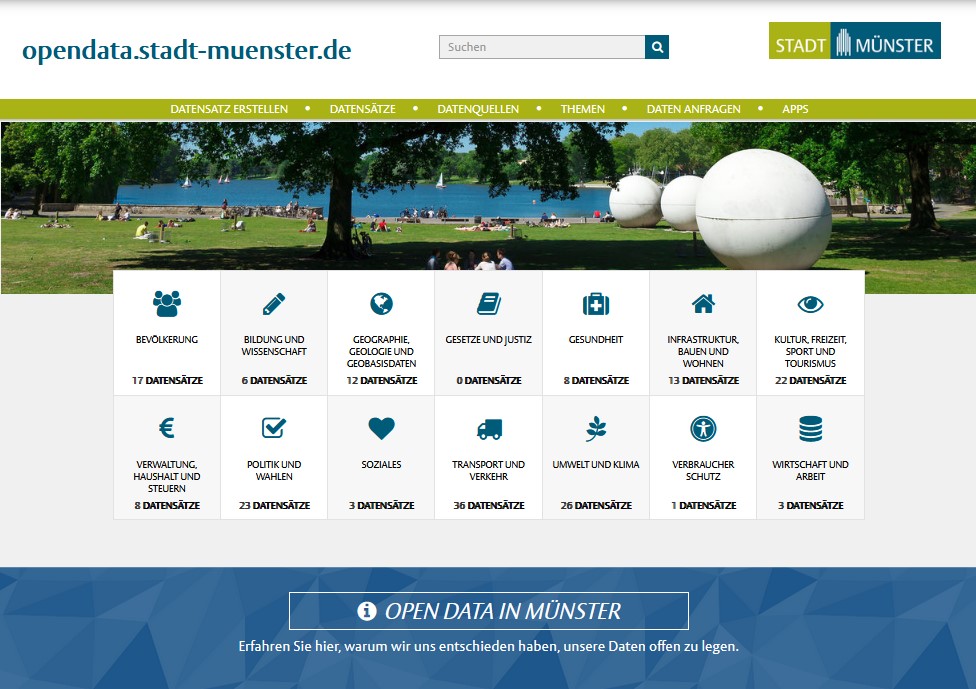 opendata.stadt-muenster.de
Suchen
STADT MÜNSTER
DATENSATZ ERSTELLEN • DATENSÄTZE • DATENQUELLEN • THEMEN • DATEN ANFRAGEN • APPS
BEVÖLKERUNG
17 DATENSÄTZE
BILDUNG UND
WISSENSCHAFT
6 DATENSÄTZE
GEOGRAPHIE,
GEOLOGIE UND
GEOBASISDATEN
12 DATENSÄTZE
GESETZE UND JUSTIZ
0 DATENSÄTZE
GESUNDHEIT
8 DATENSÄTZE
INFRASTRUKTUR,
BAUEN UND
WOHNEN
13 DATENSÄTZE
KULTUR, FREIZEIT,
SPORT UND
TOURISMUS
22 DATENSÄTZE
VERWALTUNG,
HAUSHALT UND
STEUERN
8 DATENSÄTZE
POLITIK UND
WAHLEN
23 DATENSÄTZE
SOZIALES
3 DATENSÄTZE
TRANSPORT UND
VERKEHR
36 DATENSÄTZE
UMWELT UND KLIMA
26 DATENSÄTZE
VERBRAUCHER
SCHUTZ
1 DATENSÄTZE
WIRTSCHAFT UND
ARBEIT
3 DATENSÄTZE
OPEN DATA IN MÜNSTER
Erfahren Sie hier, warum wir uns entschieden haben, unsere Daten offen zu legen.